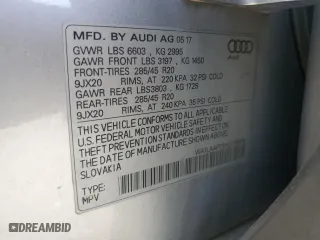 MFD. BY AUDI AG 05 17
GVWR LBS 6603 , KG 2995
GAWR FRONT LBS 3197 , KG 1450
FRONT-TIRES 285/45 R20
9JX20 RIMS, AT 220 KPA 32 PSI COLD
GAWR REAR LBS3803 , KG 1725
REAR-TIRES 285/45 R20
9JX20 RIMS, AT 240 KPA 35 PSI COLD
THIS VEHICLE CONFORMS TO ALL APPLICABLE
U.S. FEDERAL MOTOR VEHICLE SAFETY AND
THEFT PREVENTION STANDARDS IN EFFECT ON
THE DATE OF MANUFACTURE SHOWN ABOVE.
SLOVAKIA
TYPE:
MPV